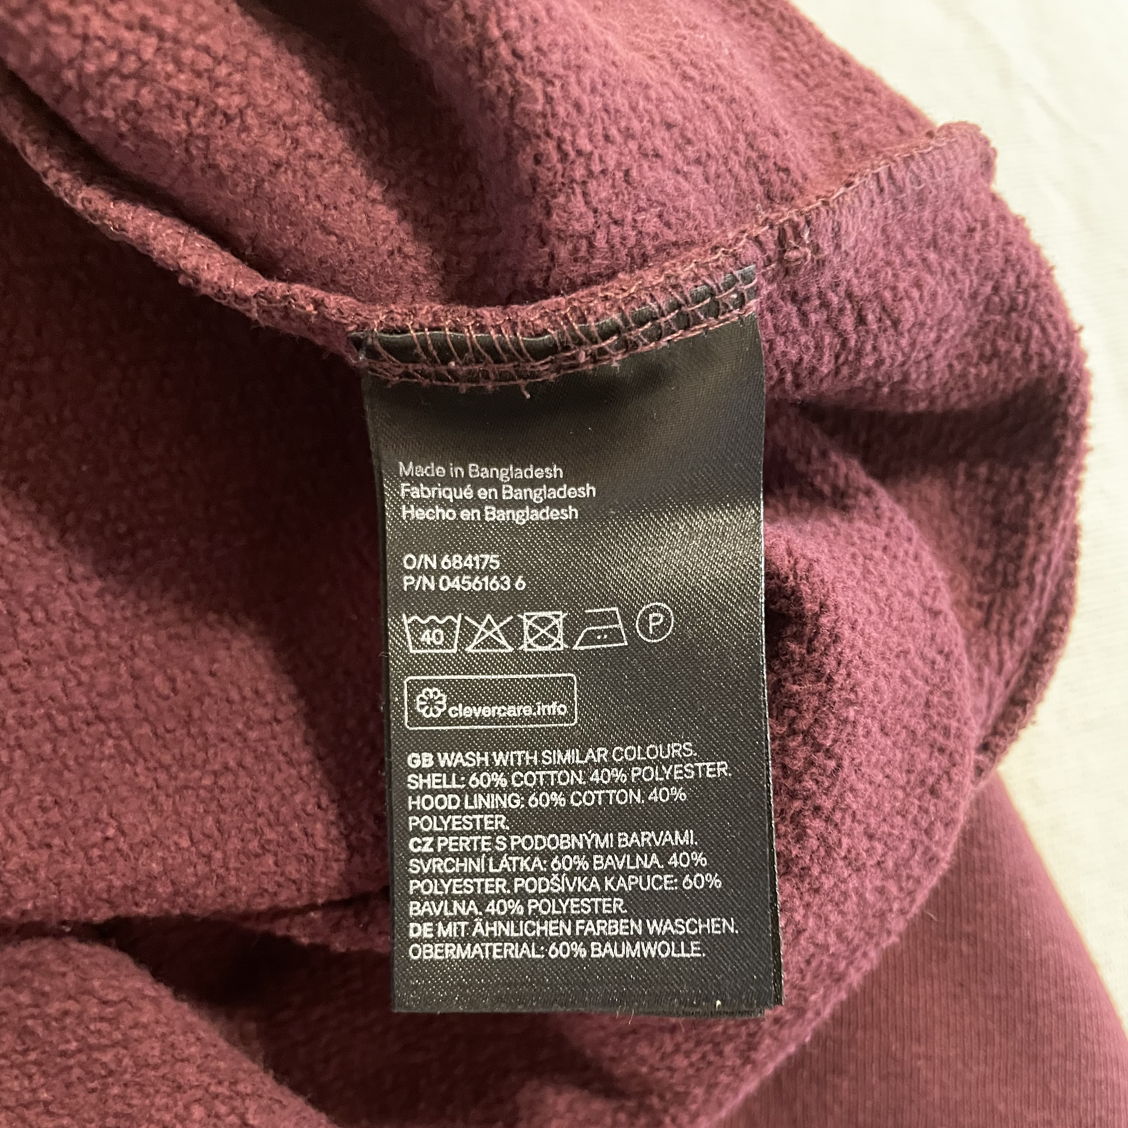 Made in Bangladesh
Fabriqué en Bangladesh
Hecho en Bangladesh
O/N 684175
P/N 0456163 6
40 P
clevercare.info
GB WASH WITH SIMILAR COLOURS.
SHELL: 60% COTTON. 40% POLYESTER.
HOOD LINING: 60% COTTON. 40%
POLYESTER.
CZ PERTE S PODOBNÝMI BARVAMI.
SVRCHNÍ LÁTKA: 60% BAVLNA. 40%
POLYESTER. PODŠÍVKA KAPUCE: 60%
BAVLNA. 40% POLYESTER.
DE MIT ÄHNLICHEN FARBEN WASCHEN.
OBERMATERIAL: 60% BAUMWOLLE.